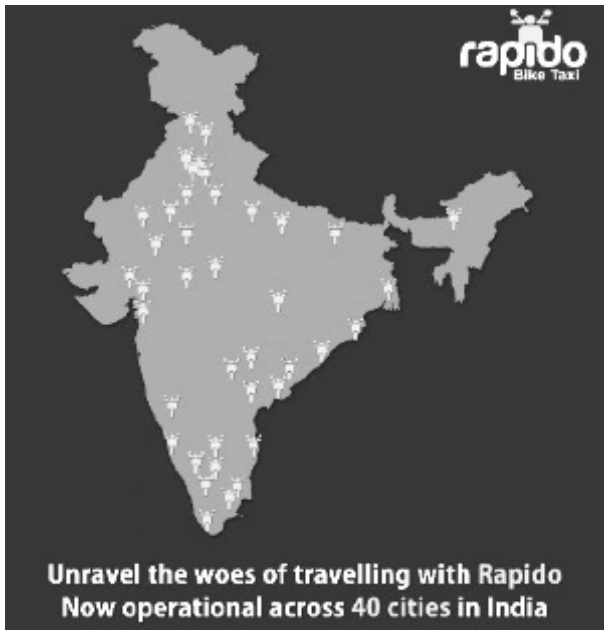 rapido
Bike Taxi
Unravel the woes of travelling with Rapido
Now operational across 40 cities in India